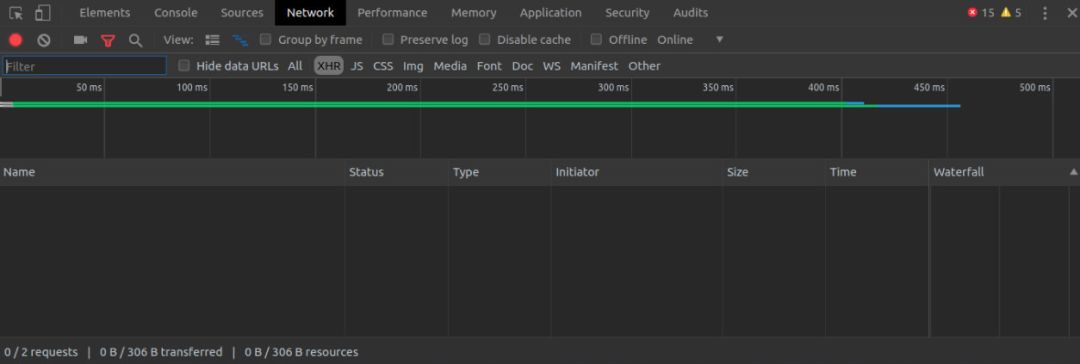 Elements Console Sources Network Performance Memory Application Security Audits 15 5
View: Group by frame Preserve log Disable cache Offline Online
Filter Hide data URLs All XHR JS CSS Img Media Font Doc WS Manifest Other
50 ms 100 ms 150 ms 200 ms 250 ms 300 ms 350 ms 400 ms 450 ms 500 ms
Name Status Type Initiator Size Time Waterfall
0 / 2 requests | 0 B / 306 B transferred | 0 B / 306 B resources